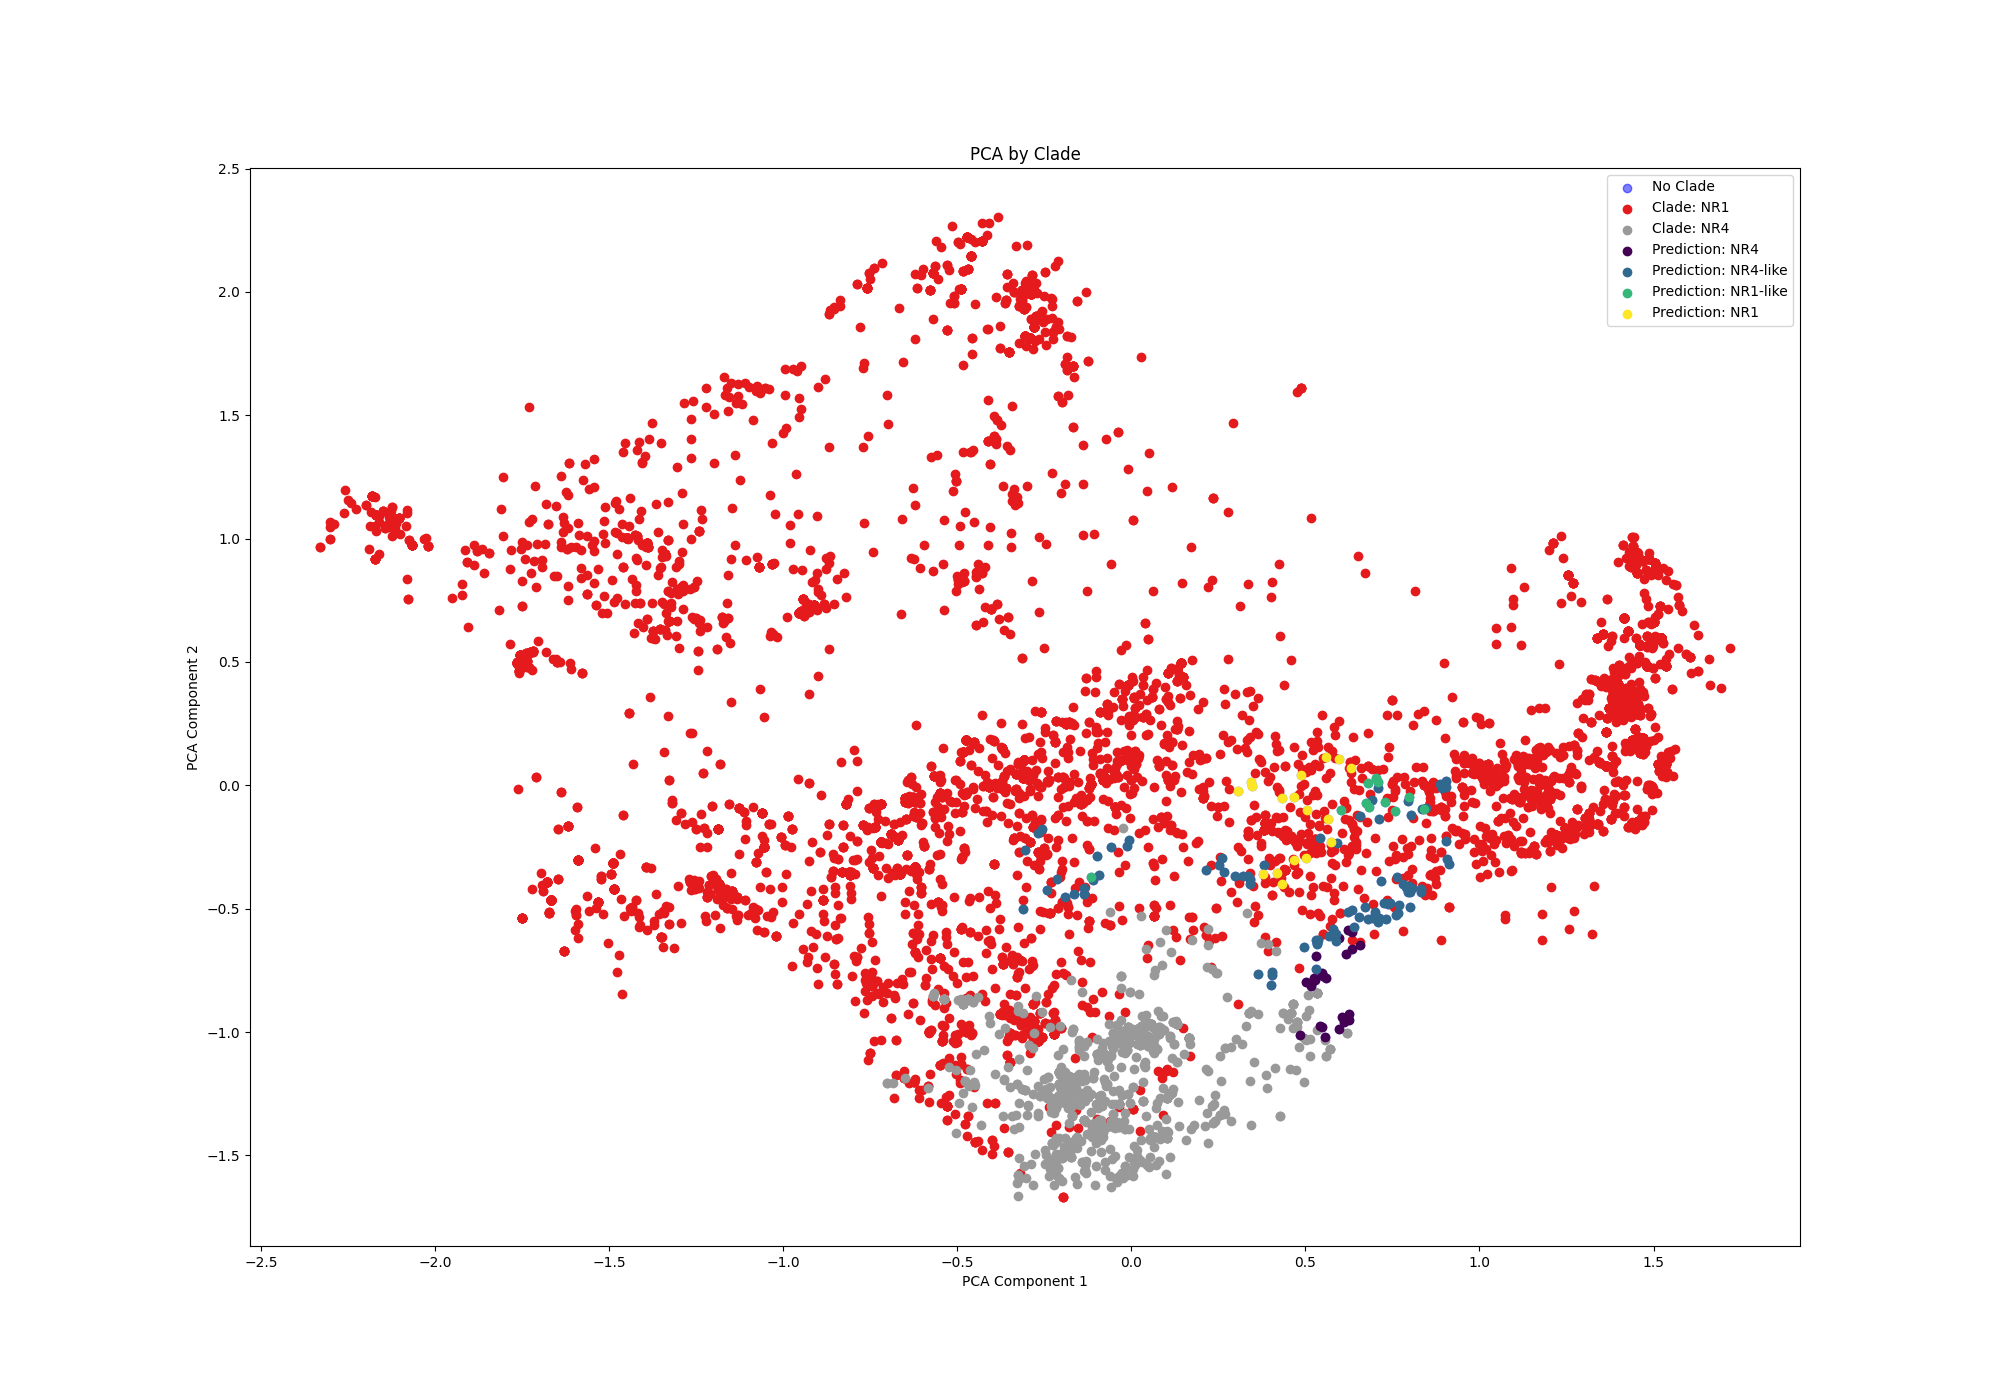 PCA by Clade
2.5
2.0
1.5
1.0
0.5
0.0
−0.5
−1.0
−1.5
PCA Component 2
No Clade
Clade: NR1
Clade: NR4
Prediction: NR4
Prediction: NR4-like
Prediction: NR1-like
Prediction: NR1
−2.5 −2.0 −1.5 −1.0 −0.5 0.0 0.5 1.0 1.5
PCA Component 1